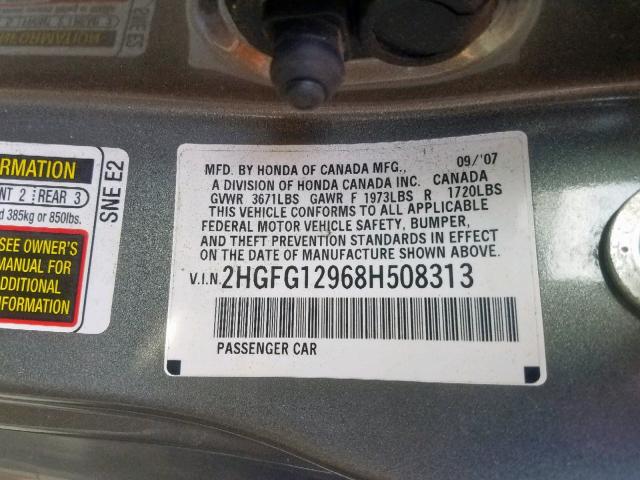 ORMATION
NT 2 REAR 3
d 385kg or 850lbs.
SEE OWNER'S
MANUAL FOR
ADDITIONAL
INFORMATION
SNE E2
MFD. BY HONDA OF CANADA MFG., 09/'07
A DIVISION OF HONDA CANADA INC. CANADA
GVWR 3671LBS GAWR F 1973LBS R 1720LBS
THIS VEHICLE CONFORMS TO ALL APPLICABLE
FEDERAL MOTOR VEHICLE SAFETY, BUMPER,
AND THEFT PREVENTION STANDARDS IN EFFECT
ON THE DATE OF MANUFACTURE SHOWN ABOVE.
V.I.N. 2HGFG12968H508313
PASSENGER CAR